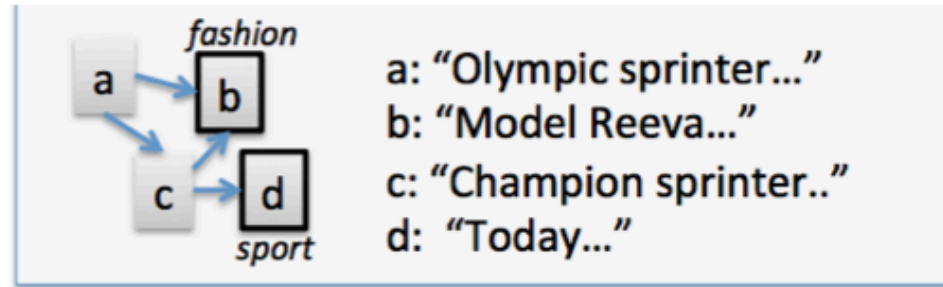 fashion
a
b
c
d
sport
a: “Olympic sprinter…”
b: “Model Reeva…”
c: “Champion sprinter..”
d: “Today…”